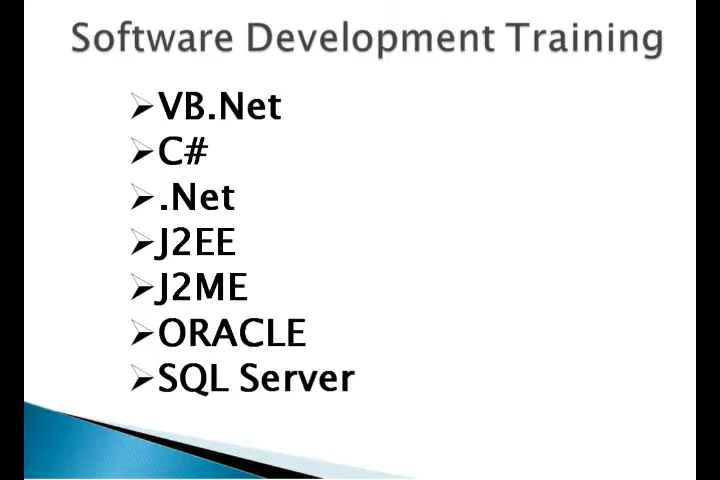 Software Development Training
➢VB.Net
➢C#
➢.Net
➢J2EE
➢J2ME
➢ORACLE
➢SQL Server